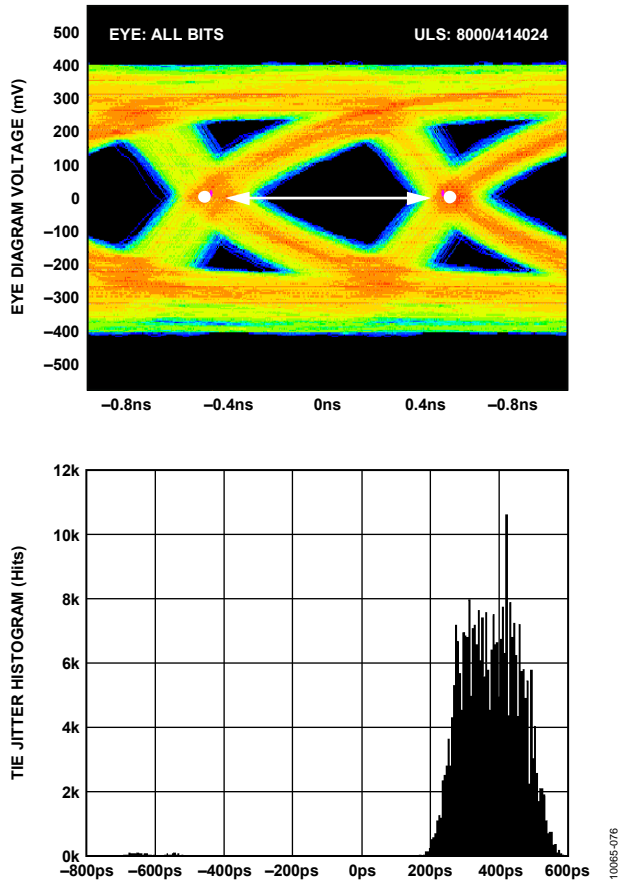 EYE: ALL BITS ULS: 8000/414024
EYE DIAGRAM VOLTAGE (mV)
500
400
300
200
100
0
–100
–200
–300
–400
–500
–0.8ns –0.4ns 0ns 0.4ns –0.8ns
TIE JITTER HISTOGRAM (Hits)
12k
10k
8k
6k
4k
2k
0k
–800ps –600ps –400ps –200ps 0ps 200ps 400ps 600ps
10065-076